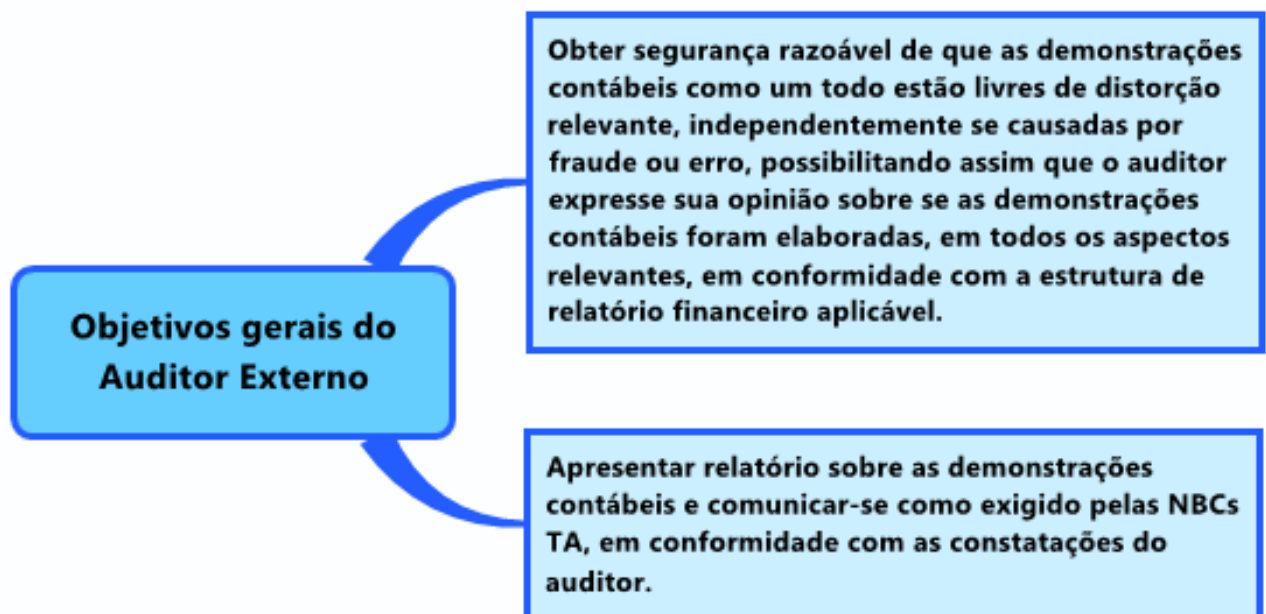 Objetivos gerais do
Auditor Externo
Obter segurança razoável de que as demonstrações
contábeis como um todo estão livres de distorção
relevante, independentemente se causadas por
fraude ou erro, possibilitando assim que o auditor
expresse sua opinião sobre se as demonstrações
contábeis foram elaboradas, em todos os aspectos
relevantes, em conformidade com a estrutura de
relatório financeiro aplicável.
Apresentar relatório sobre as demonstrações
contábeis e comunicar-se como exigido pelas NBCs
TA, em conformidade com as constatações do
auditor.